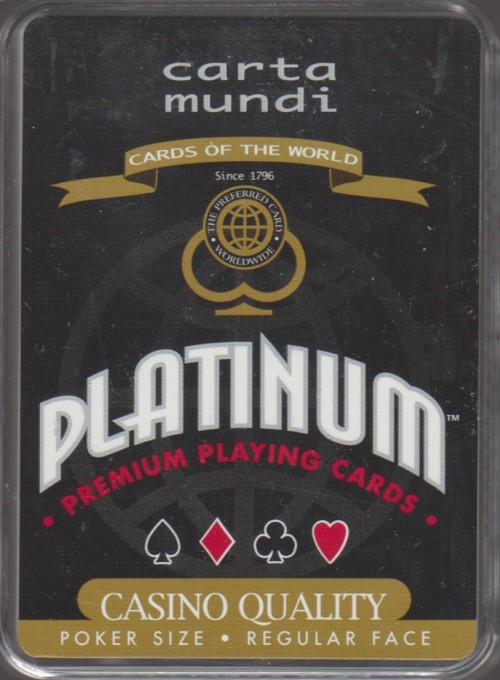 carta
mundi
CARDS OF THE WORLD
Since 1796
THE PREFERRED CARD
WORLDWIDE
PLATINUM™
• PREMIUM PLAYING CARDS •
CASINO QUALITY
POKER SIZE • REGULAR FACE